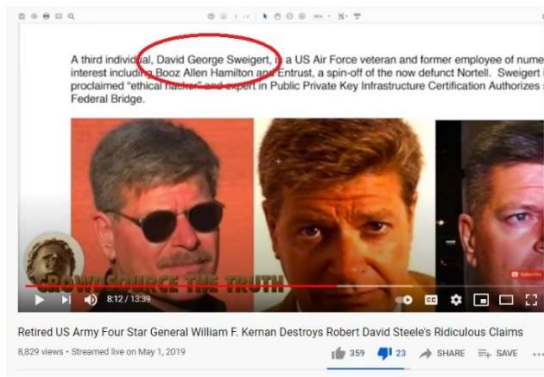 A third individual, David George Sweigert, is a US Air Force veteran and former employee of nume
interest including Booz Allen Hamilton and Entrust, a spin-off of the now defunct Nortell. Sweigert i
proclaimed "ethical hacker" and expert in Public Private Key Infrastructure Certification Authorizes s
Federal Bridge.
CROWDSOURCE THE TRUTH
Subscribe
8:12 / 13:39
CC
Retired US Army Four Star General William F. Kernan Destroys Robert David Steele's Ridiculous Claims
8,829 views • Streamed live on May 1, 2019
359 23 SHARE SAVE ...